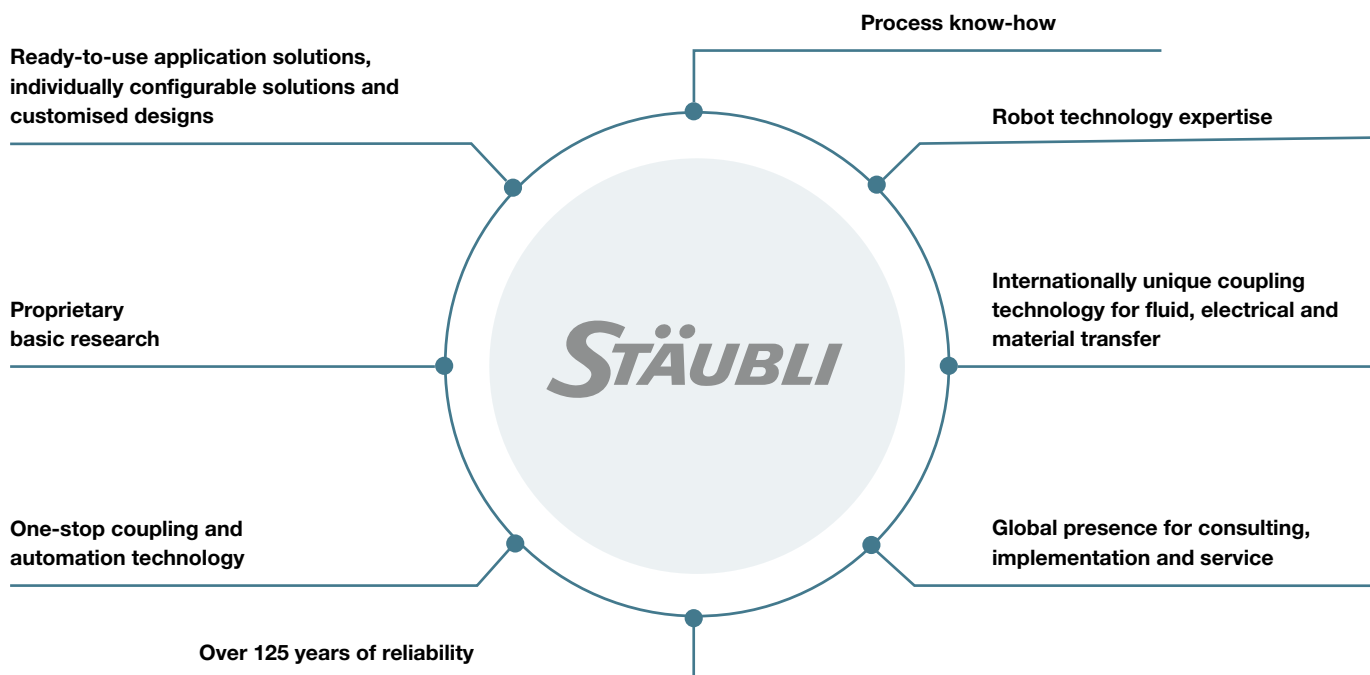 Process know-how
Ready-to-use application solutions,
individually configurable solutions and
customised designs
Robot technology expertise
Proprietary
basic research
Internationally unique coupling
technology for fluid, electrical and
material transfer
STÄUBLI
One-stop coupling and
automation technology
Global presence for consulting,
implementation and service
Over 125 years of reliability